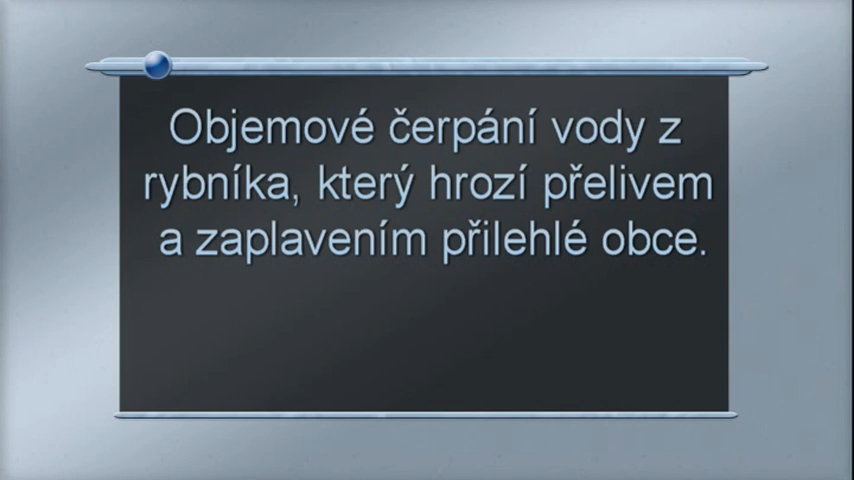 Objemové čerpání vody z
rybníka, který hrozí přelivem
a zaplavením přilehlé obce.